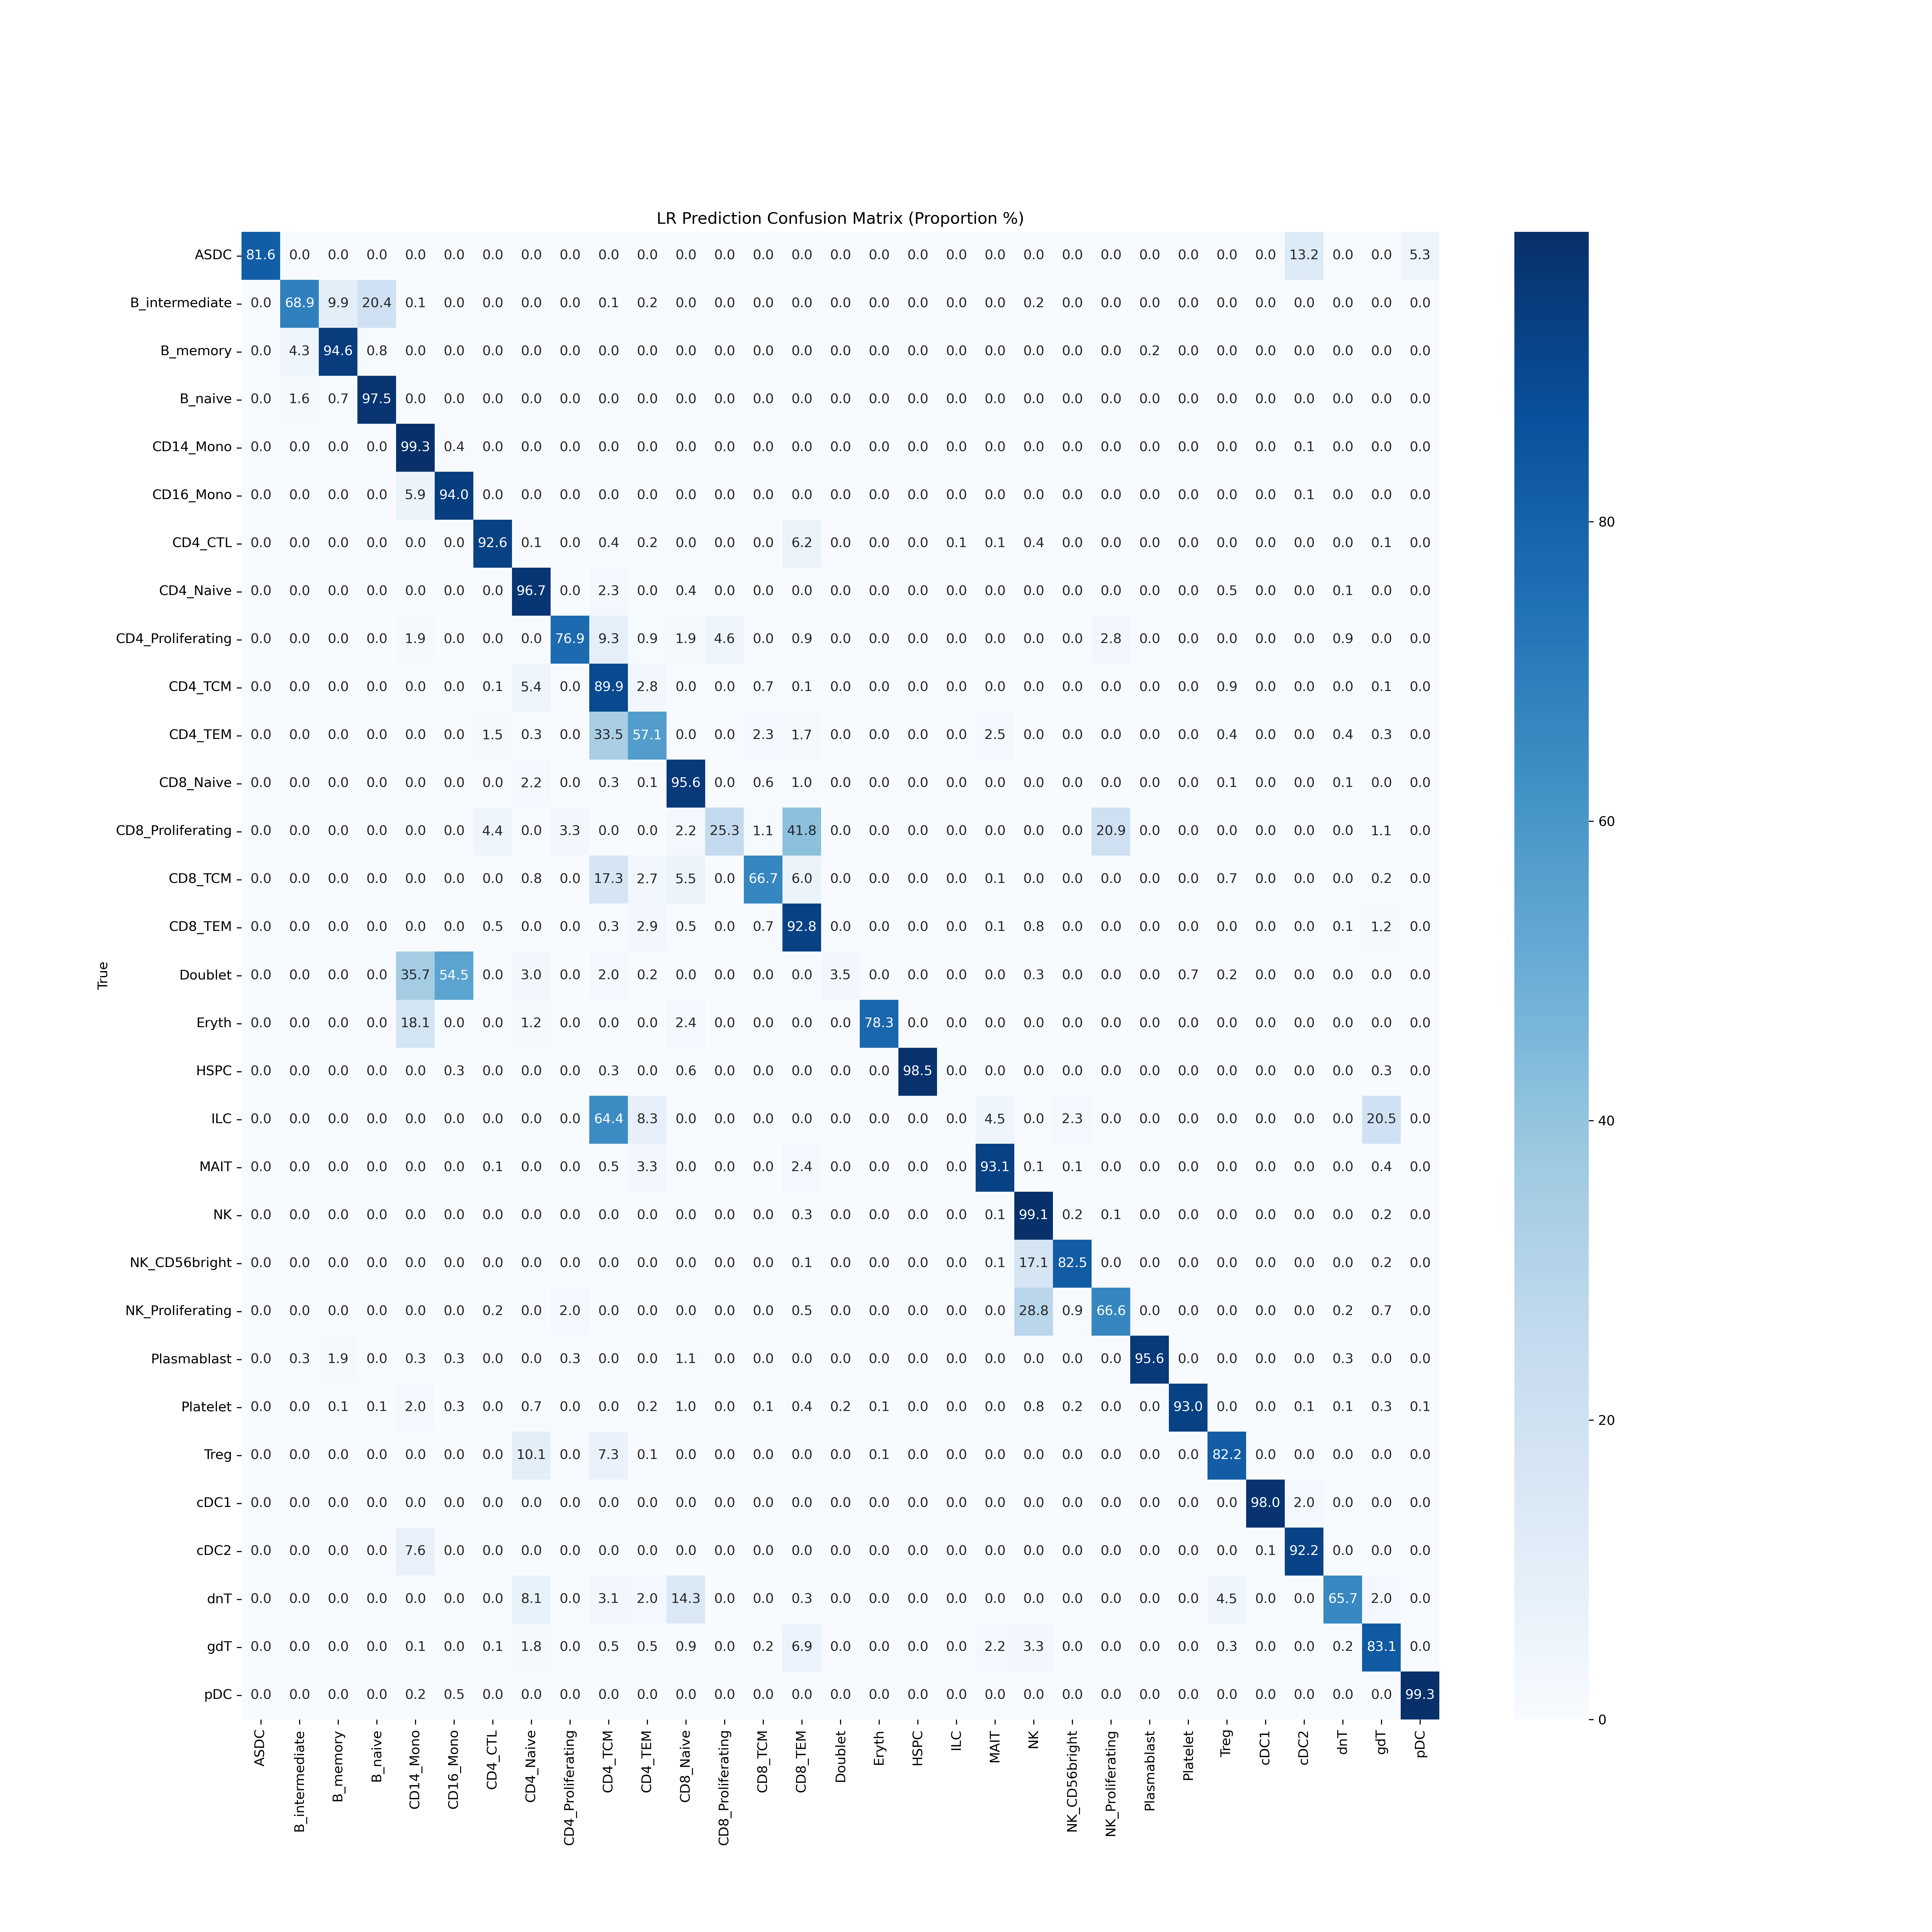 LR Prediction Confusion Matrix (Proportion %)
ASDC 81.6 0.0 0.0 0.0 0.0 0.0 0.0 0.0 0.0 0.0 0.0 0.0 0.0 0.0 0.0 0.0 0.0 0.0 0.0 0.0 0.0 0.0 0.0 0.0 0.0 0.0 0.0 13.2 0.0 0.0 5.3
B_intermediate 0.0 68.9 9.9 20.4 0.1 0.0 0.0 0.0 0.0 0.1 0.2 0.0 0.0 0.0 0.0 0.0 0.0 0.0 0.0 0.0 0.2 0.0 0.0 0.0 0.0 0.0 0.0 0.0 0.0 0.0 0.0
B_memory 0.0 4.3 94.6 0.8 0.0 0.0 0.0 0.0 0.0 0.0 0.0 0.0 0.0 0.0 0.0 0.0 0.0 0.0 0.0 0.0 0.0 0.0 0.0 0.2 0.0 0.0 0.0 0.0 0.0 0.0 0.0
B_naive 0.0 1.6 0.7 97.5 0.0 0.0 0.0 0.0 0.0 0.0 0.0 0.0 0.0 0.0 0.0 0.0 0.0 0.0 0.0 0.0 0.0 0.0 0.0 0.0 0.0 0.0 0.0 0.0 0.0 0.0 0.0
CD14_Mono 0.0 0.0 0.0 0.0 99.3 0.4 0.0 0.0 0.0 0.0 0.0 0.0 0.0 0.0 0.0 0.0 0.0 0.0 0.0 0.0 0.0 0.0 0.0 0.0 0.0 0.0 0.0 0.1 0.0 0.0 0.0
CD16_Mono 0.0 0.0 0.0 0.0 5.9 94.0 0.0 0.0 0.0 0.0 0.0 0.0 0.0 0.0 0.0 0.0 0.0 0.0 0.0 0.0 0.0 0.0 0.0 0.0 0.0 0.0 0.0 0.1 0.0 0.0 0.0
CD4_CTL 0.0 0.0 0.0 0.0 0.0 0.0 92.6 0.1 0.0 0.4 0.2 0.0 0.0 0.0 6.2 0.0 0.0 0.0 0.1 0.1 0.4 0.0 0.0 0.0 0.0 0.0 0.0 0.0 0.0 0.1 0.0
CD4_Naive 0.0 0.0 0.0 0.0 0.0 0.0 0.0 96.7 0.0 2.3 0.0 0.4 0.0 0.0 0.0 0.0 0.0 0.0 0.0 0.0 0.0 0.0 0.0 0.0 0.0 0.5 0.0 0.0 0.1 0.0 0.0
CD4_Proliferating 0.0 0.0 0.0 0.0 1.9 0.0 0.0 0.0 76.9 9.3 0.9 1.9 4.6 0.0 0.9 0.0 0.0 0.0 0.0 0.0 0.0 0.0 2.8 0.0 0.0 0.0 0.0 0.0 0.9 0.0 0.0
CD4_TCM 0.0 0.0 0.0 0.0 0.0 0.0 0.1 5.4 0.0 89.9 2.8 0.0 0.0 0.7 0.1 0.0 0.0 0.0 0.0 0.0 0.0 0.0 0.0 0.0 0.0 0.9 0.0 0.0 0.0 0.1 0.0
CD4_TEM 0.0 0.0 0.0 0.0 0.0 0.0 1.5 0.3 0.0 33.5 57.1 0.0 0.0 2.3 1.7 0.0 0.0 0.0 0.0 2.5 0.0 0.0 0.0 0.0 0.0 0.4 0.0 0.0 0.4 0.3 0.0
CD8_Naive 0.0 0.0 0.0 0.0 0.0 0.0 0.0 2.2 0.0 0.3 0.1 95.6 0.0 0.6 1.0 0.0 0.0 0.0 0.0 0.0 0.0 0.0 0.0 0.0 0.0 0.1 0.0 0.0 0.1 0.0 0.0
CD8_Proliferating 0.0 0.0 0.0 0.0 0.0 0.0 4.4 0.0 3.3 0.0 0.0 2.2 25.3 1.1 41.8 0.0 0.0 0.0 0.0 0.0 0.0 0.0 20.9 0.0 0.0 0.0 0.0 0.0 0.0 1.1 0.0
CD8_TCM 0.0 0.0 0.0 0.0 0.0 0.0 0.0 0.8 0.0 17.3 2.7 5.5 0.0 66.7 6.0 0.0 0.0 0.0 0.0 0.1 0.0 0.0 0.0 0.0 0.0 0.7 0.0 0.0 0.0 0.2 0.0
CD8_TEM 0.0 0.0 0.0 0.0 0.0 0.0 0.5 0.0 0.0 0.3 2.9 0.5 0.0 0.7 92.8 0.0 0.0 0.0 0.0 0.1 0.8 0.0 0.0 0.0 0.0 0.0 0.0 0.0 0.1 1.2 0.0
Doublet 0.0 0.0 0.0 0.0 35.7 54.5 0.0 3.0 0.0 2.0 0.2 0.0 0.0 0.0 0.0 3.5 0.0 0.0 0.0 0.0 0.3 0.0 0.0 0.0 0.7 0.2 0.0 0.0 0.0 0.0 0.0
Eryth 0.0 0.0 0.0 0.0 18.1 0.0 0.0 1.2 0.0 0.0 0.0 2.4 0.0 0.0 0.0 0.0 78.3 0.0 0.0 0.0 0.0 0.0 0.0 0.0 0.0 0.0 0.0 0.0 0.0 0.0 0.0
HSPC 0.0 0.0 0.0 0.0 0.0 0.3 0.0 0.0 0.0 0.3 0.0 0.6 0.0 0.0 0.0 0.0 0.0 98.5 0.0 0.0 0.0 0.0 0.0 0.0 0.0 0.0 0.0 0.0 0.0 0.3 0.0
ILC 0.0 0.0 0.0 0.0 0.0 0.0 0.0 0.0 0.0 64.4 8.3 0.0 0.0 0.0 0.0 0.0 0.0 0.0 0.0 4.5 0.0 2.3 0.0 0.0 0.0 0.0 0.0 0.0 0.0 20.5 0.0
MAIT 0.0 0.0 0.0 0.0 0.0 0.0 0.1 0.0 0.0 0.5 3.3 0.0 0.0 0.0 2.4 0.0 0.0 0.0 0.0 93.1 0.1 0.1 0.0 0.0 0.0 0.0 0.0 0.0 0.0 0.4 0.0
NK 0.0 0.0 0.0 0.0 0.0 0.0 0.0 0.0 0.0 0.0 0.0 0.0 0.0 0.0 0.3 0.0 0.0 0.0 0.0 0.1 99.1 0.2 0.1 0.0 0.0 0.0 0.0 0.0 0.0 0.2 0.0
NK_CD56bright 0.0 0.0 0.0 0.0 0.0 0.0 0.0 0.0 0.0 0.0 0.0 0.0 0.0 0.0 0.1 0.0 0.0 0.0 0.0 0.1 17.1 82.5 0.0 0.0 0.0 0.0 0.0 0.0 0.0 0.2 0.0
NK_Proliferating 0.0 0.0 0.0 0.0 0.0 0.0 0.2 0.0 2.0 0.0 0.0 0.0 0.0 0.0 0.5 0.0 0.0 0.0 0.0 0.0 28.8 0.9 66.6 0.0 0.0 0.0 0.0 0.0 0.2 0.7 0.0
Plasmablast 0.0 0.3 1.9 0.0 0.3 0.3 0.0 0.0 0.3 0.0 0.0 1.1 0.0 0.0 0.0 0.0 0.0 0.0 0.0 0.0 0.0 0.0 0.0 95.6 0.0 0.0 0.0 0.0 0.3 0.0 0.0
Platelet 0.0 0.0 0.1 0.1 2.0 0.3 0.0 0.7 0.0 0.0 0.2 1.0 0.0 0.1 0.4 0.2 0.1 0.0 0.0 0.0 0.8 0.2 0.0 0.0 93.0 0.0 0.0 0.1 0.1 0.3 0.1
Treg 0.0 0.0 0.0 0.0 0.0 0.0 0.0 10.1 0.0 7.3 0.1 0.0 0.0 0.0 0.0 0.0 0.1 0.0 0.0 0.0 0.0 0.0 0.0 0.0 0.0 82.2 0.0 0.0 0.0 0.0 0.0
cDC1 0.0 0.0 0.0 0.0 0.0 0.0 0.0 0.0 0.0 0.0 0.0 0.0 0.0 0.0 0.0 0.0 0.0 0.0 0.0 0.0 0.0 0.0 0.0 0.0 0.0 0.0 98.0 2.0 0.0 0.0 0.0
cDC2 0.0 0.0 0.0 0.0 7.6 0.0 0.0 0.0 0.0 0.0 0.0 0.0 0.0 0.0 0.0 0.0 0.0 0.0 0.0 0.0 0.0 0.0 0.0 0.0 0.0 0.0 0.1 92.2 0.0 0.0 0.0
dnT 0.0 0.0 0.0 0.0 0.0 0.0 0.0 8.1 0.0 3.1 2.0 14.3 0.0 0.0 0.3 0.0 0.0 0.0 0.0 0.0 0.0 0.0 0.0 0.0 0.0 4.5 0.0 0.0 65.7 2.0 0.0
gdT 0.0 0.0 0.0 0.0 0.1 0.0 0.1 1.8 0.0 0.5 0.5 0.9 0.0 0.2 6.9 0.0 0.0 0.0 0.0 2.2 3.3 0.0 0.0 0.0 0.0 0.3 0.0 0.0 0.2 83.1 0.0
pDC 0.0 0.0 0.0 0.0 0.2 0.5 0.0 0.0 0.0 0.0 0.0 0.0 0.0 0.0 0.0 0.0 0.0 0.0 0.0 0.0 0.0 0.0 0.0 0.0 0.0 0.0 0.0 0.0 0.0 0.0 99.3
True
ASDC
B_intermediate
B_memory
B_naive
CD14_Mono
CD16_Mono
CD4_CTL
CD4_Naive
CD4_Proliferating
CD4_TCM
CD4_TEM
CD8_Naive
CD8_Proliferating
CD8_TCM
CD8_TEM
Doublet
Eryth
HSPC
ILC
MAIT
NK
NK_CD56bright
NK_Proliferating
Plasmablast
Platelet
Treg
cDC1
cDC2
dnT
gdT
pDC
80
60
40
20
0